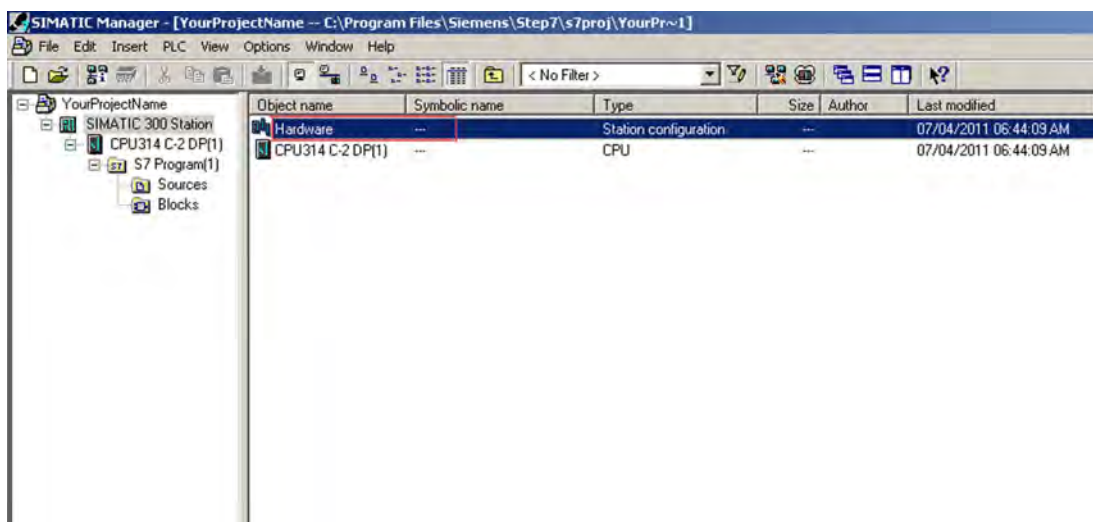 SIMATIC Manager - [YourProjectName -- C:\Program Files\Siemens\Step7\s7proj\YourPr~1]
File Edit Insert PLC View Options Window Help
< No Filter >
YourProjectName
SIMATIC 300 Station
CPU314 C-2 DP(1)
S7 Program(1)
Sources
Blocks
Object name Symbolic name Type Size Author Last modified
Hardware --- Station configuration --- 07/04/2011 06:44:09 AM
CPU314 C-2 DP(1) --- CPU 07/04/2011 06:44:09 AM